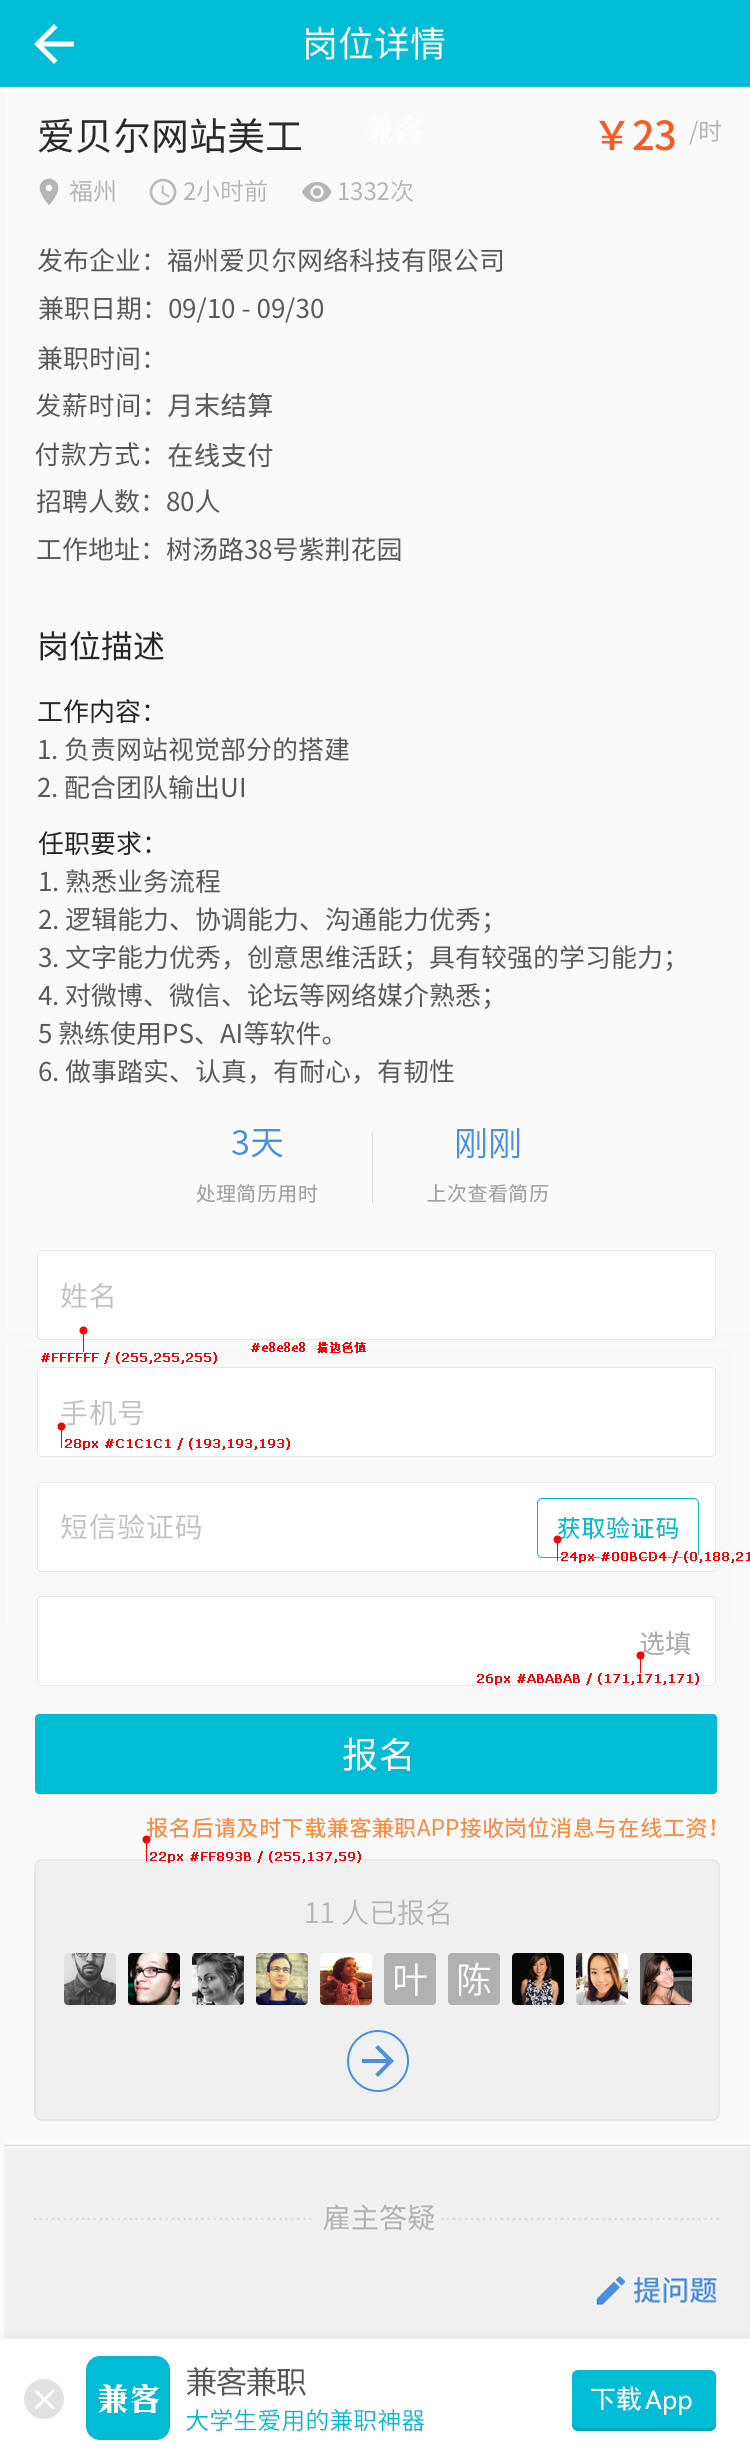 岗位详情
爱贝尔网站美工 兼客 ￥23 /时
福州 2小时前 1332次
发布企业：福州爱贝尔网络科技有限公司
兼职日期：09/10 - 09/30
兼职时间：
发薪时间：月末结算
付款方式：在线支付
招聘人数：80人
工作地址：树汤路38号紫荆花园
岗位描述
工作内容：
1. 负责网站视觉部分的搭建
2. 配合团队输出UI
任职要求：
1. 熟悉业务流程
2. 逻辑能力、协调能力、沟通能力优秀；
3. 文字能力优秀，创意思维活跃；具有较强的学习能力；
4. 对微博、微信、论坛等网络媒介熟悉；
5 熟练使用PS、AI等软件。
6. 做事踏实、认真，有耐心，有韧性
3天 刚刚
处理简历用时 上次查看简历
姓名
#FFFFFF / (255,255,255) #e8e8e8 描边色值
手机号
28px #C1C1C1 / (193,193,193)
短信验证码 获取验证码
24px #00BCD4 / (0,188,21
选填
26px #ABABAB / (171,171,171)
报名
报名后请及时下载兼客兼职APP接收岗位消息与在线工资！
22px #FF893B / (255,137,59)
11 人已报名
叶 陈
雇主答疑
提问题
兼客 兼客兼职 下载App
大学生爱用的兼职神器